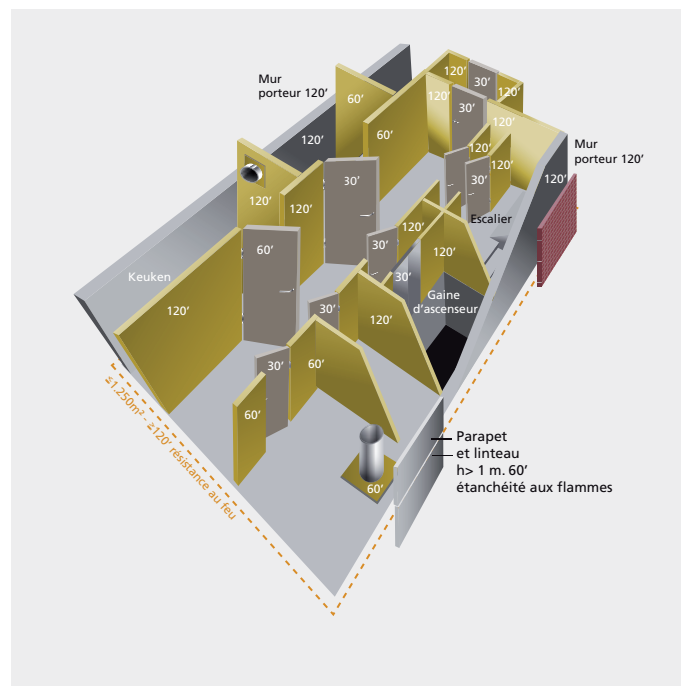 Mur
porteur 120’
120’
30’
120’
60’
120’
30’
120’
120’
60’
120’
120’
30’
Mur
porteur 120’
120’
30’
120’
120’
Escalier
60’
Keuken
30’
120’
120’
30’
Gaine
d’ascenseur
120’
30’
120’
30’
60’
60’
Parapet
et linteau
h> 1 m. 60’
étanchéité aux flammes
60’
≤1.250m² - ≥120’ résistance au feu